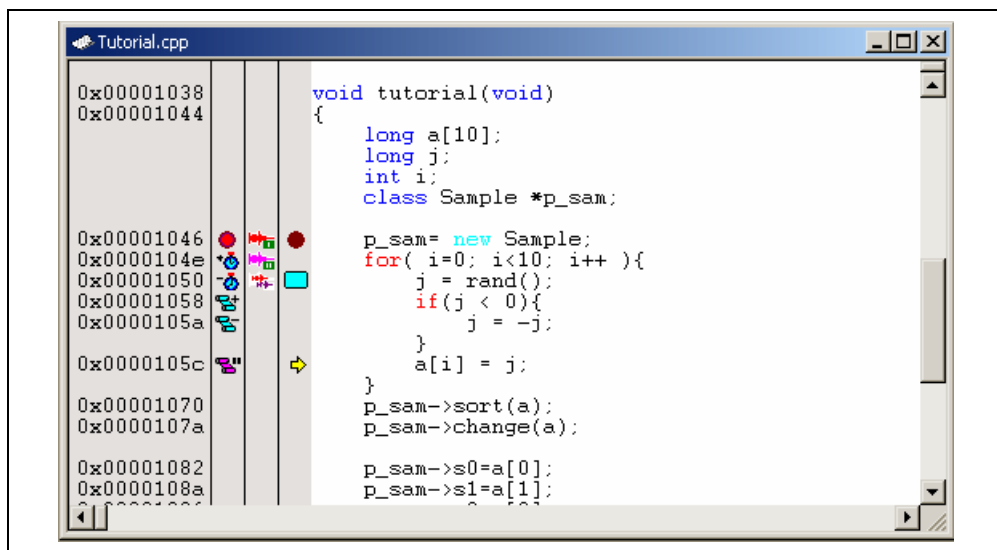 Tutorial.cpp
0x00001038 void tutorial(void)
0x00001044 {
long a[10];
long j;
int i;
class Sample *p_sam;
0x00001046 p_sam= new Sample;
0x0000104e for( i=0; i<10; i++ ){
0x00001050 j = rand();
0x00001058 if(j < 0){
0x0000105a j = -j;
}
0x0000105c a[i] = j;
}
0x00001070 p_sam->sort(a);
0x0000107a p_sam->change(a);
0x00001082 p_sam->s0=a[0];
0x0000108a p_sam->s1=a[1];